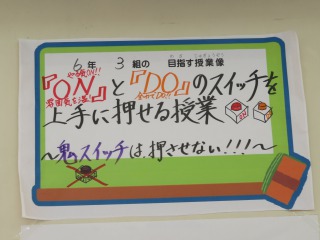 6年 3組の 目指す授業像
『ON』と『DO』のスイッチを
上手に押せる授業
～鬼のスイッチは、押させない!!!～